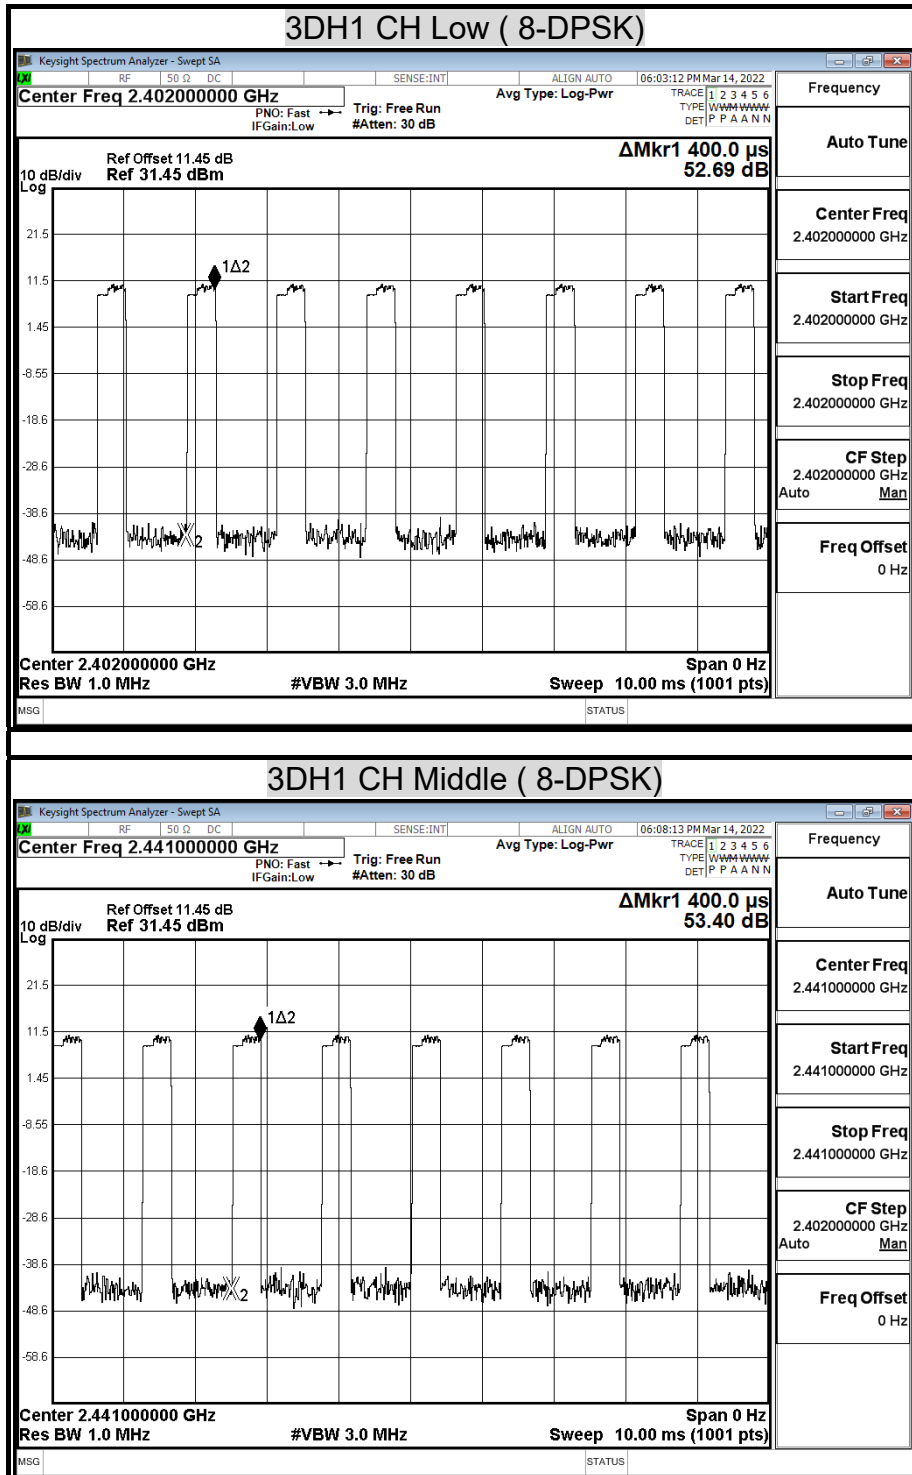 3DH1 CH Low ( 8-DPSK)
Keysight Spectrum Analyzer - Swept SA
LXI RF 50 Ω DC SENSE:INT ALIGN AUTO 06:03:12 PM Mar 14, 2022
Center Freq 2.402000000 GHz Avg Type: Log-Pwr TRACE 1 2 3 4 5 6
PNO: Fast Trig: Free Run TYPE WWMWWWW
IFGain:Low #Atten: 30 dB DET P P A A N N
Frequency
Auto Tune
Center Freq
2.402000000 GHz
Start Freq
2.402000000 GHz
Stop Freq
2.402000000 GHz
CF Step
2.402000000 GHz
Auto Man
Freq Offset
0 Hz
ΔMkr1 400.0 µs
52.69 dB
Ref Offset 11.45 dB
10 dB/div Ref 31.45 dBm
Log
21.5
1Δ2
11.5
1.45
-8.55
-18.6
-28.6
-38.6
2
-48.6
-58.6
Center 2.402000000 GHz Span 0 Hz
Res BW 1.0 MHz #VBW 3.0 MHz Sweep 10.00 ms (1001 pts)
MSG STATUS
3DH1 CH Middle ( 8-DPSK)
Keysight Spectrum Analyzer - Swept SA
LXI RF 50 Ω DC SENSE:INT ALIGN AUTO 06:08:13 PM Mar 14, 2022
Center Freq 2.441000000 GHz Avg Type: Log-Pwr TRACE 1 2 3 4 5 6
PNO: Fast Trig: Free Run TYPE WWMWWWW
IFGain:Low #Atten: 30 dB DET P P A A N N
Frequency
Auto Tune
Center Freq
2.441000000 GHz
Start Freq
2.441000000 GHz
Stop Freq
2.441000000 GHz
CF Step
2.402000000 GHz
Auto Man
Freq Offset
0 Hz
ΔMkr1 400.0 µs
53.40 dB
Ref Offset 11.45 dB
10 dB/div Ref 31.45 dBm
Log
21.5
1Δ2
11.5
1.45
-8.55
-18.6
-28.6
-38.6
2
-48.6
-58.6
Center 2.441000000 GHz Span 0 Hz
Res BW 1.0 MHz #VBW 3.0 MHz Sweep 10.00 ms (1001 pts)
MSG STATUS